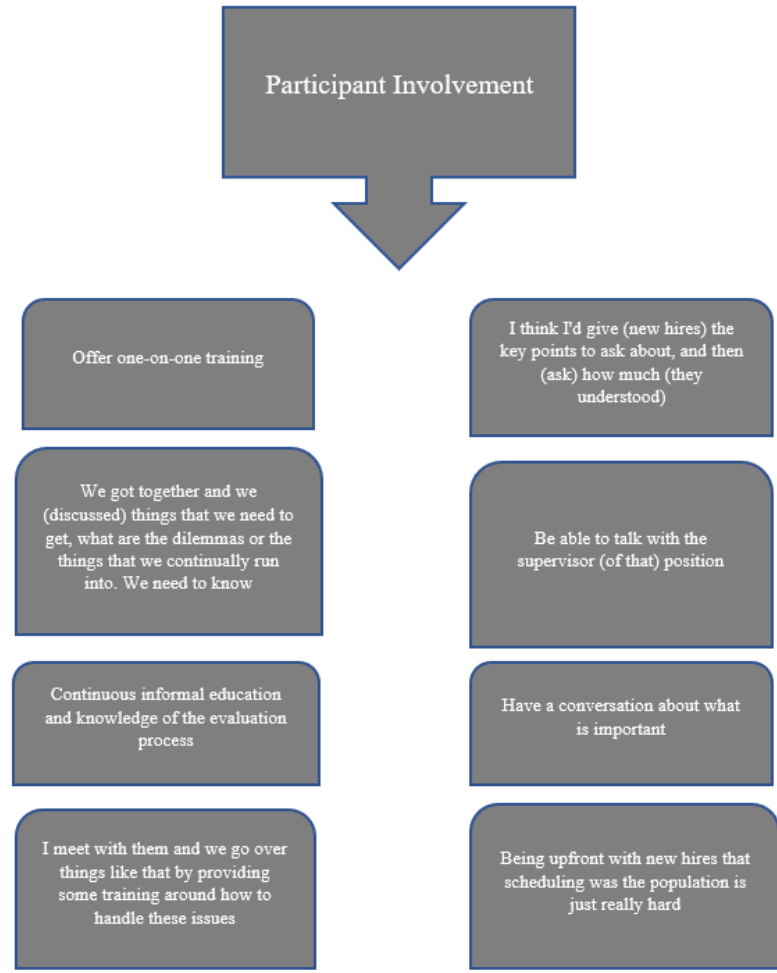 Participant Involvement
Offer one-on-one training
I think I'd give (new hires) the
key points to ask about, and then
(ask) how much (they
understood)
We got together and we
(discussed) things that we need to
get, what are the dilemmas or the
things that we continually run
into. We need to know
Be able to talk with the
supervisor (of that) position
Continuous informal education
and knowledge of the evaluation
process
Have a conversation about what
is important
I meet with them and we go over
things like that by providing
some training around how to
handle these issues
Being upfront with new hires that
scheduling was the population is
just really hard